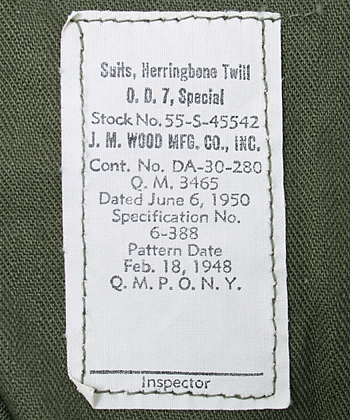 Suits, Herringbone Twill
O. D. 7, Special
Stock No. 55-S-45542
J. M. WOOD MFG. CO., INC.
Cont. No. DA-30-280
Q. M. 3465
Dated June 6, 1950
Specification No.
6-388
Pattern Date
Feb. 18, 1948
Q. M. P. O. N. Y.
Inspector